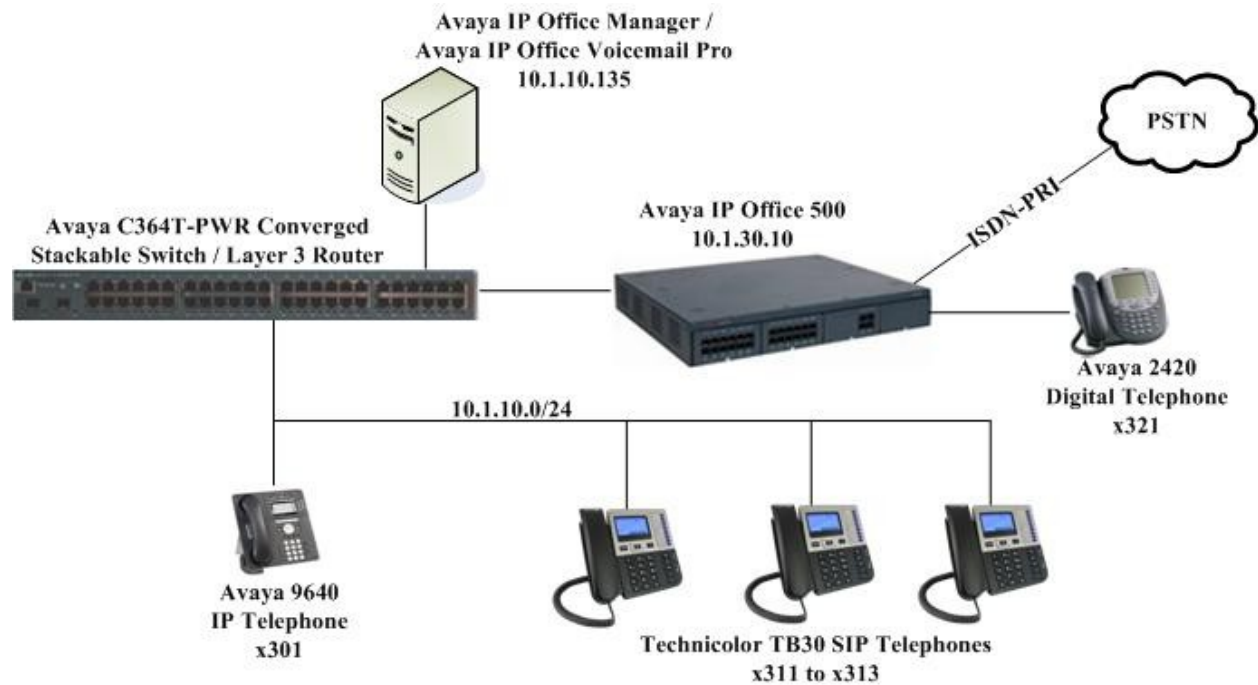 Avaya IP Office Manager /
Avaya IP Office Voicemail Pro
10.1.10.135
PSTN
ISDN-PRI
Avaya C364T-PWR Converged
Stackable Switch / Layer 3 Router
Avaya IP Office 500
10.1.30.10
Avaya 2420
Digital Telephone
x321
10.1.10.0/24
Avaya 9640
IP Telephone
x301
Technicolor TB30 SIP Telephones
x311 to x313